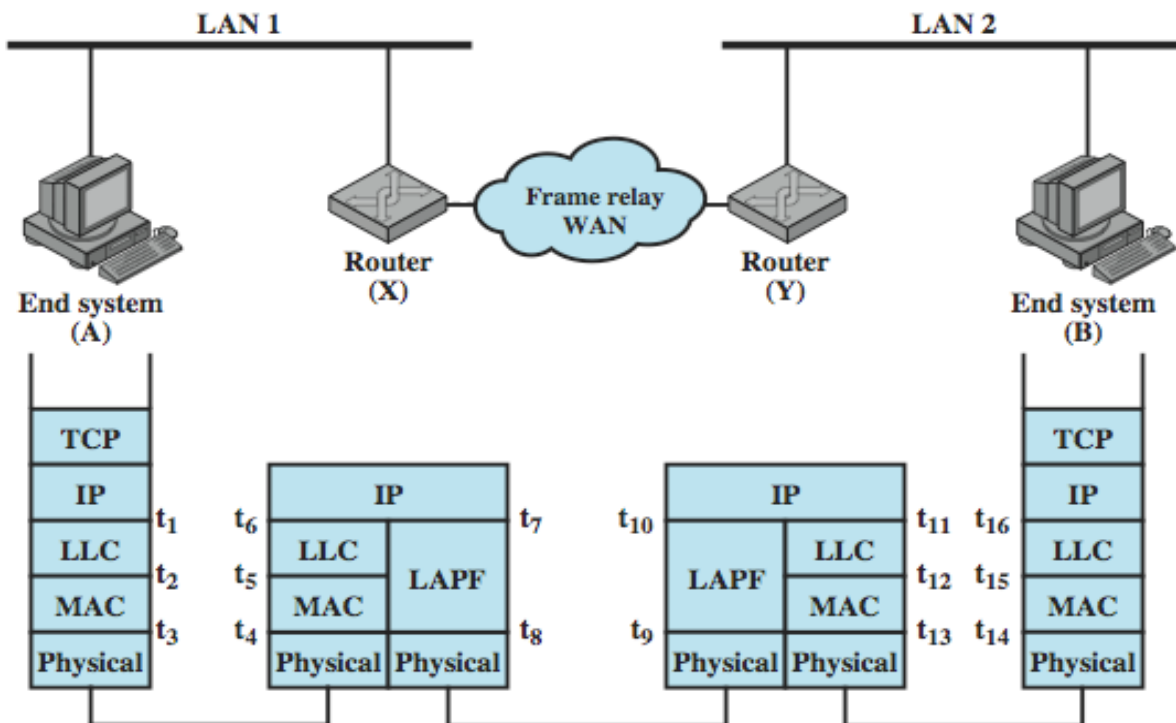 LAN 1
LAN 2
Frame relay
WAN
Router
(X)
Router
(Y)
End system
(A)
End system
(B)
TCP
TCP
IP
IP
IP
IP
t1
t6
t7
t10
t11
t16
LLC
LLC
LLC
LLC
t2
t5
LAPF
LAPF
t12
t15
MAC
MAC
MAC
MAC
t3
t4
t8
t9
t13
t14
Physical
Physical
Physical
Physical
Physical
Physical